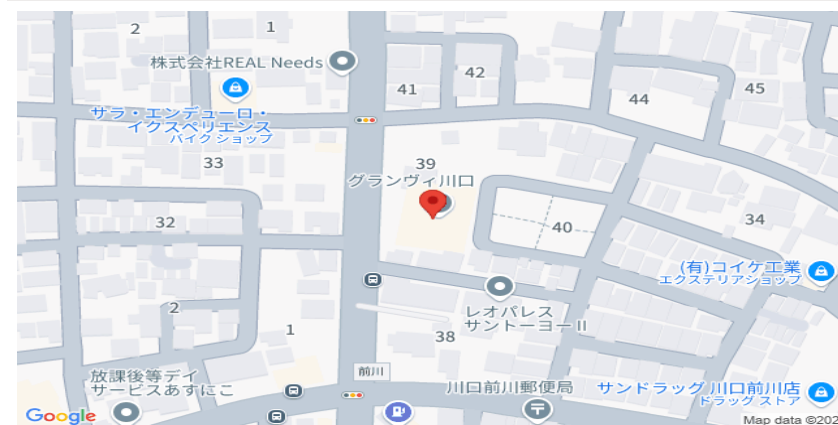 2
1
株式会社REAL Needs
42
41
45
44
サラ・エンデューロ・
イクスペリエンス
バイクショップ
33
39
グランヴィ川口
32
34
40
(有)コイケ工業
エクステリアショップ
2
レオパレス
サントーヨーII
1
38
前川
放課後等デイ
サービスあすにこ
川口前川郵便局
サンドラッグ 川口前川店
ドラッグ ストア
Google
Map data ©202